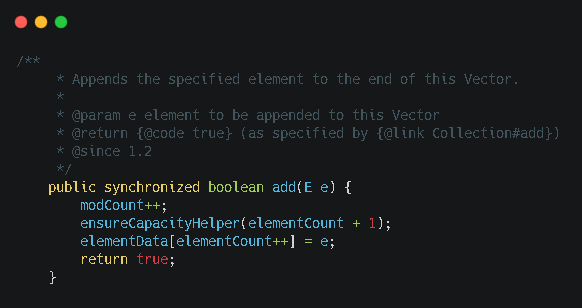 /**
* Appends the specified element to the end of this Vector.
*
* @param e element to be appended to this Vector
* @return {@code true} (as specified by {@link Collection#add})
* @since 1.2
*/
public synchronized boolean add(E e) {
modCount++;
ensureCapacityHelper(elementCount + 1);
elementData[elementCount++] = e;
return true;
}